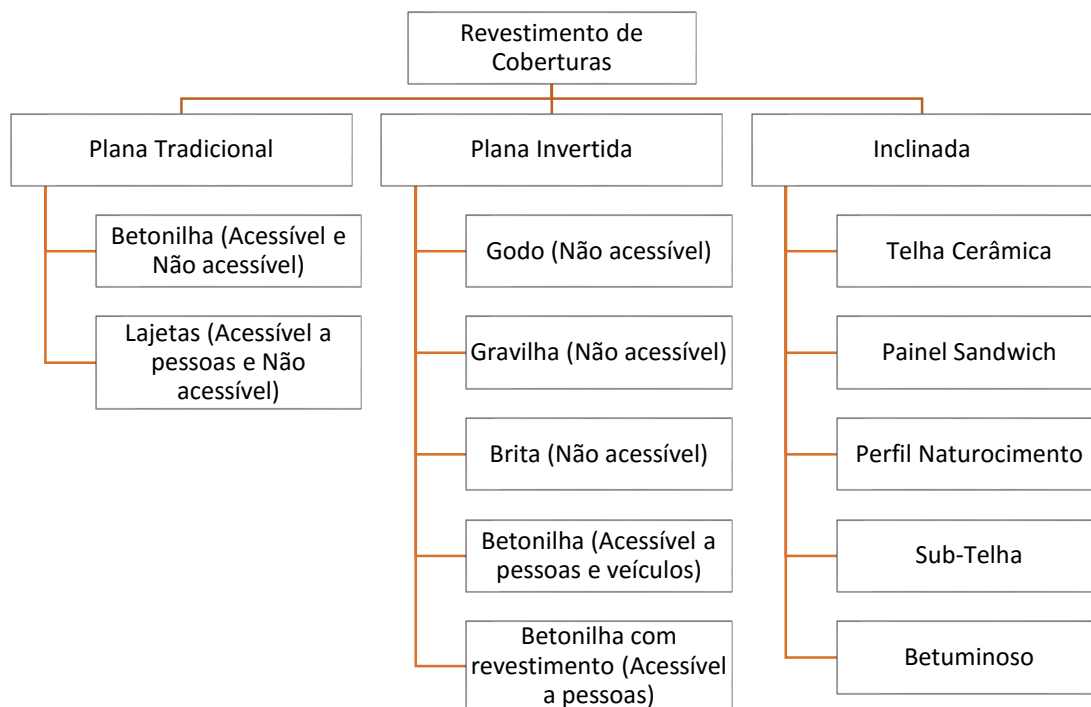 Revestimento de
Coberturas
Plana Tradicional
Betonilha (Acessível e
Não acessível)
Lajetas (Acessível a
pessoas e Não
acessível)
Plana Invertida
Godo (Não acessível)
Gravilha (Não acessível)
Brita (Não acessível)
Betonilha (Acessível a
pessoas e veículos)
Betonilha com
revestimento (Acessível
a pessoas)
Inclinada
Telha Cerâmica
Painel Sandwich
Perfil Naturocimento
Sub-Telha
Betuminoso